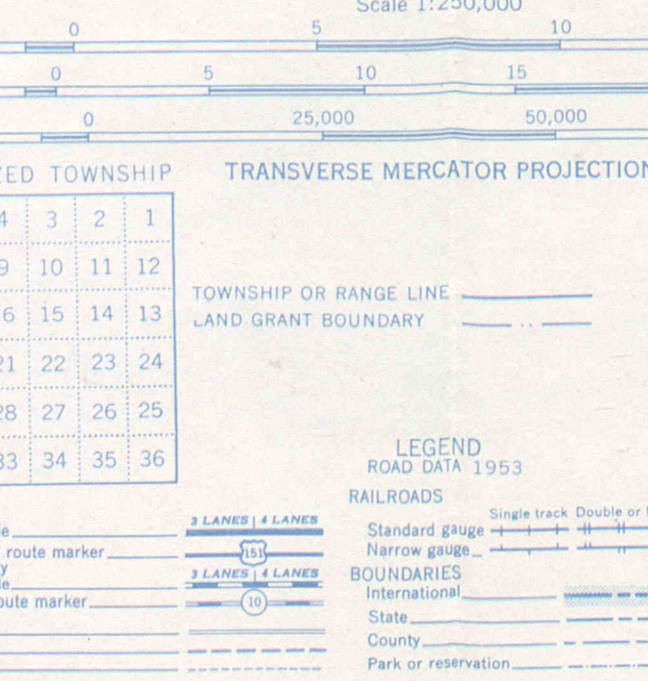 Scale 1:250,000
0 5 10
0 5 10 15
0 25,000 50,000
ZED TOWNSHIP
TRANSVERSE MERCATOR PROJECTION
4 3 2 1
9 10 11 12
16 15 14 13
21 22 23 24
28 27 26 25
33 34 35 36
TOWNSHIP OR RANGE LINE
LAND GRANT BOUNDARY
LEGEND
ROAD DATA 1953
3 LANES | 4 LANES
route marker 151
3 LANES | 4 LANES
route marker 10
RAILROADS
Single track Double or
Standard gauge
Narrow gauge
BOUNDARIES
International
State
County
Park or reservation